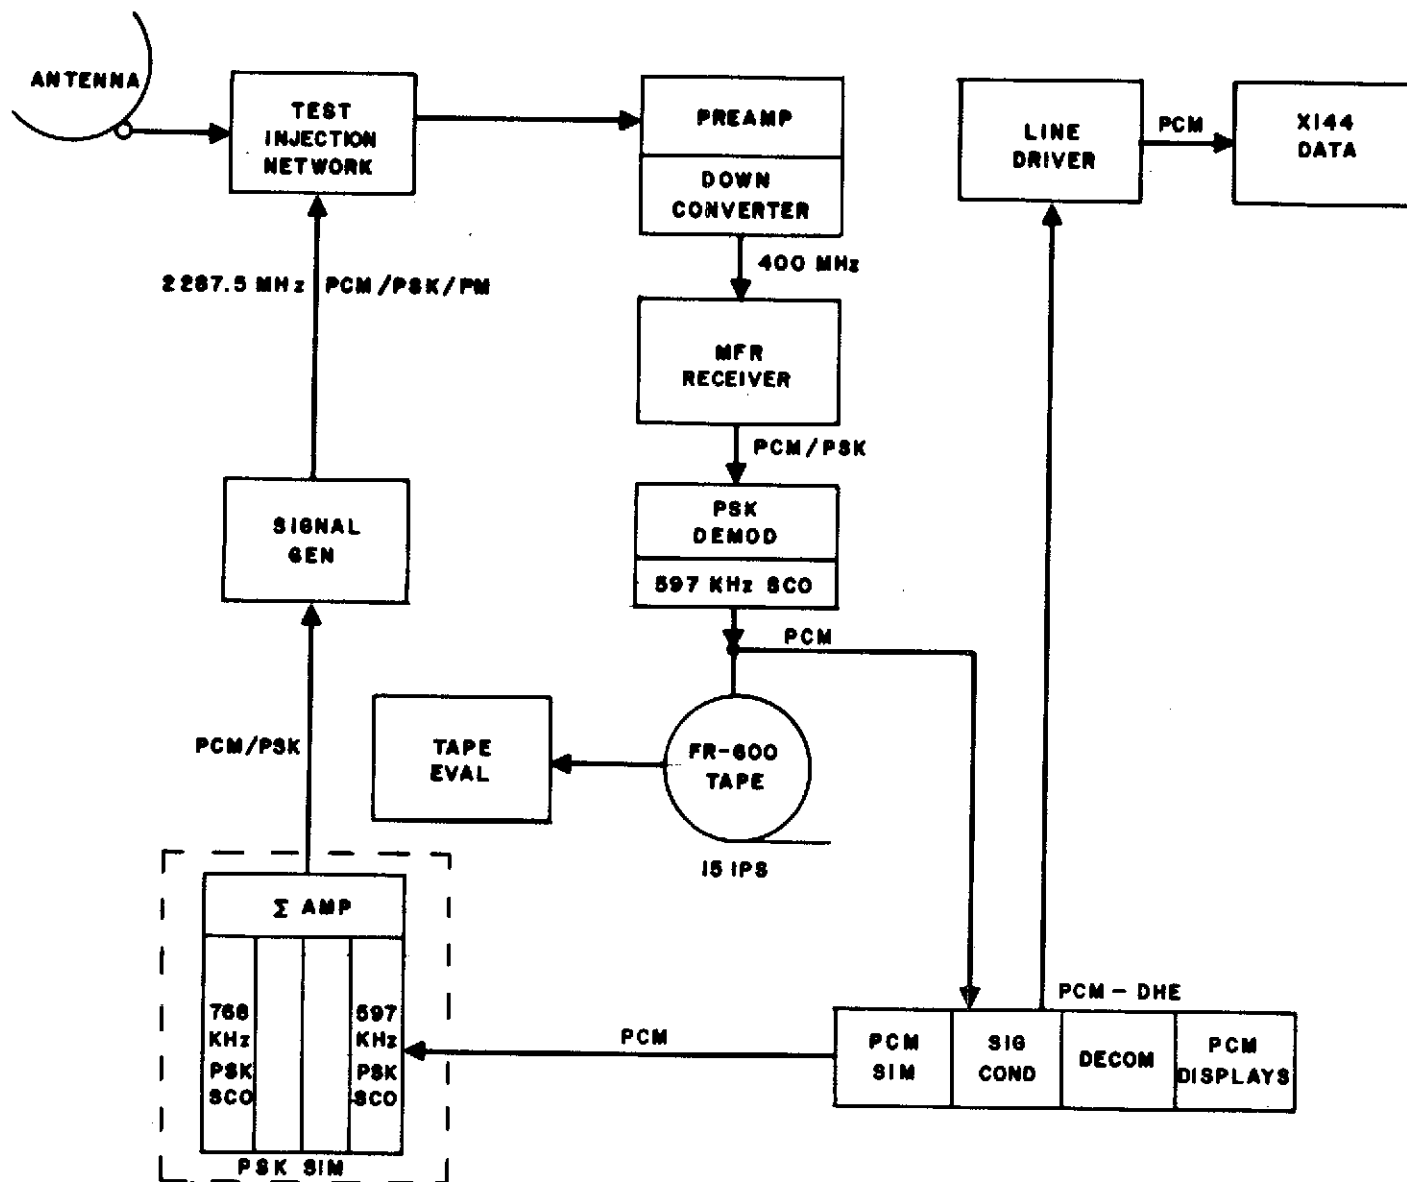 ANTENNA
TEST
INJECTION
NETWORK
PREAMP
DOWN
CONVERTER
LINE
DRIVER
PCM
X144
DATA
2287.5 MHz
PCM/PSK/PM
400 MHz
MFR
RECEIVER
PCM/PSK
SIGNAL
GEN
PSK
DEMOD
597 KHz SCO
PCM
PCM/PSK
TAPE
EVAL
FR-600
TAPE
15 IPS
Σ AMP
768
KHz
PSK
SCO
597
KHz
PSK
SCO
PSK SIM
PCM
PCM - DHE
PCM
SIM
SIG
COND
DECOM
PCM
DISPLAYS